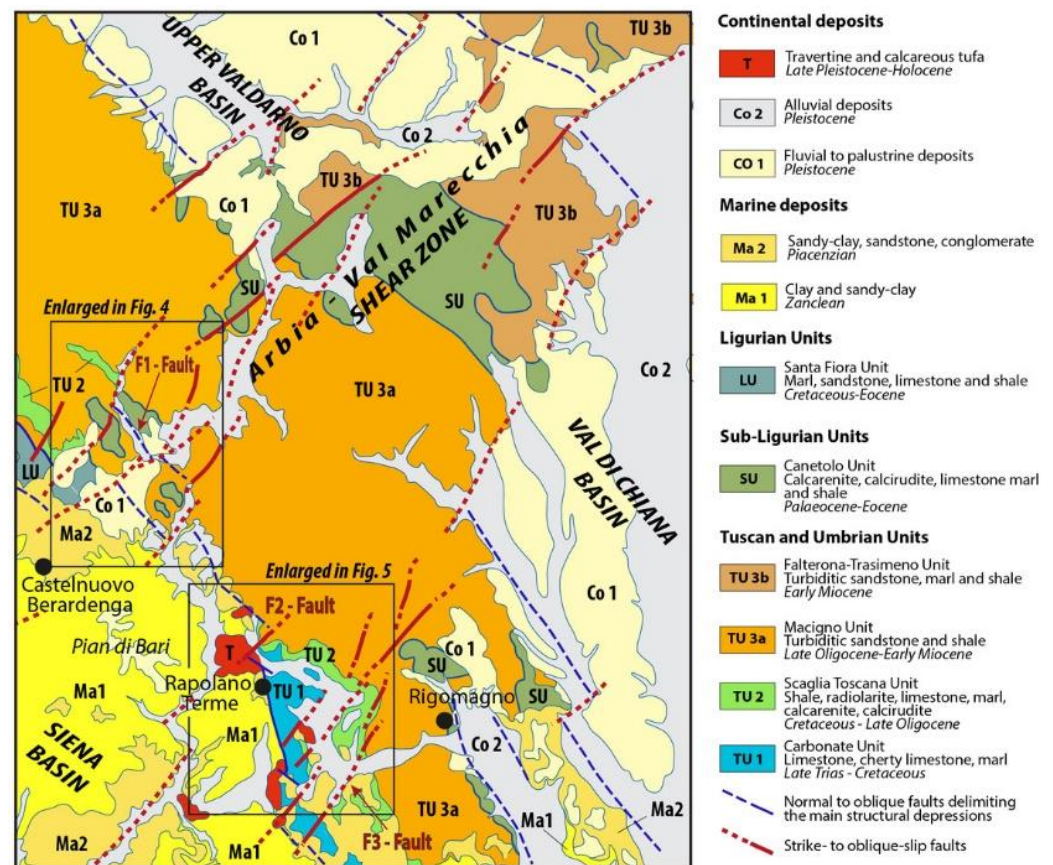 Co 1
TU 3b
UPPER VALDARNO
BASIN
Co 2
TU 3b
TU 3a
Co 1
TU 3b
Arbia - Val Marecchia
SHEAR ZONE
SU
SU
Enlarged in Fig. 4
TU 2
F1 - Fault
TU 3a
Co 2
LU
VAL DI CHIANA
BASIN
Co 1
Ma2
Castelnuovo
Berardenga
Enlarged in Fig. 5
F2 - Fault
Co 1
Pian di Bari
T
TU 2
Co 1
SU
Rapolano
Terme
TU 1
Rigomagno
SU
Ma1
Ma1
SIENA
BASIN
Co 2
TU 3a
Ma2
Ma1
F3 - Fault
Ma1
Ma2
Continental deposits
T
Travertine and calcareous tufa
Late Pleistocene-Holocene
Co 2
Alluvial deposits
Pleistocene
CO 1
Fluvial to palustrine deposits
Pleistocene
Marine deposits
Ma 2
Sandy-clay, sandstone, conglomerate
Piacenzian
Ma 1
Clay and sandy-clay
Zanclean
Ligurian Units
LU
Santa Fiora Unit
Marl, sandstone, limestone and shale
Cretaceous-Eocene
Sub-Ligurian Units
SU
Canetolo Unit
Calcarenite, calcirudite, limestone marl
and shale
Palaeocene-Eocene
Tuscan and Umbrian Units
TU 3b
Falterona-Trasimeno Unit
Turbiditic sandstone, marl and shale
Early Miocene
TU 3a
Macigno Unit
Turbiditic sandstone and shale
Late Oligocene-Early Miocene
TU 2
Scaglia Toscana Unit
Shale, radiolarite, limestone, marl,
calcarenite, calcirudite
Cretaceous - Late Oligocene
TU 1
Carbonate Unit
Limestone, cherty limestone, marl
Late Trias - Cretaceous
Normal to oblique faults delimiting
the main structural depressions
Strike- to oblique-slip faults